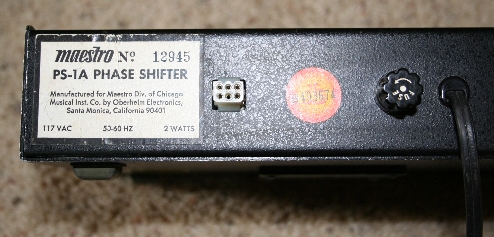 maestro No 12945
PS-1A PHASE SHIFTER
Manufactured for Maestro Div. of Chicago
Musical Inst. Co. by Oberheim Electronics,
Santa Monica, California 90401
117 VAC 50-60 HZ 2 WATTS